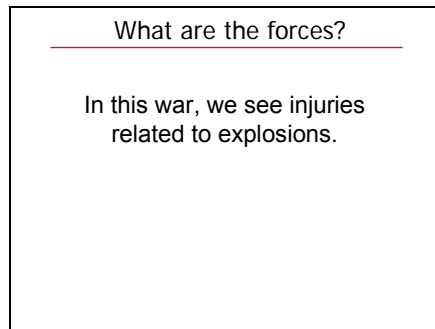 What are the forces?
In this war, we see injuries
related to explosions.